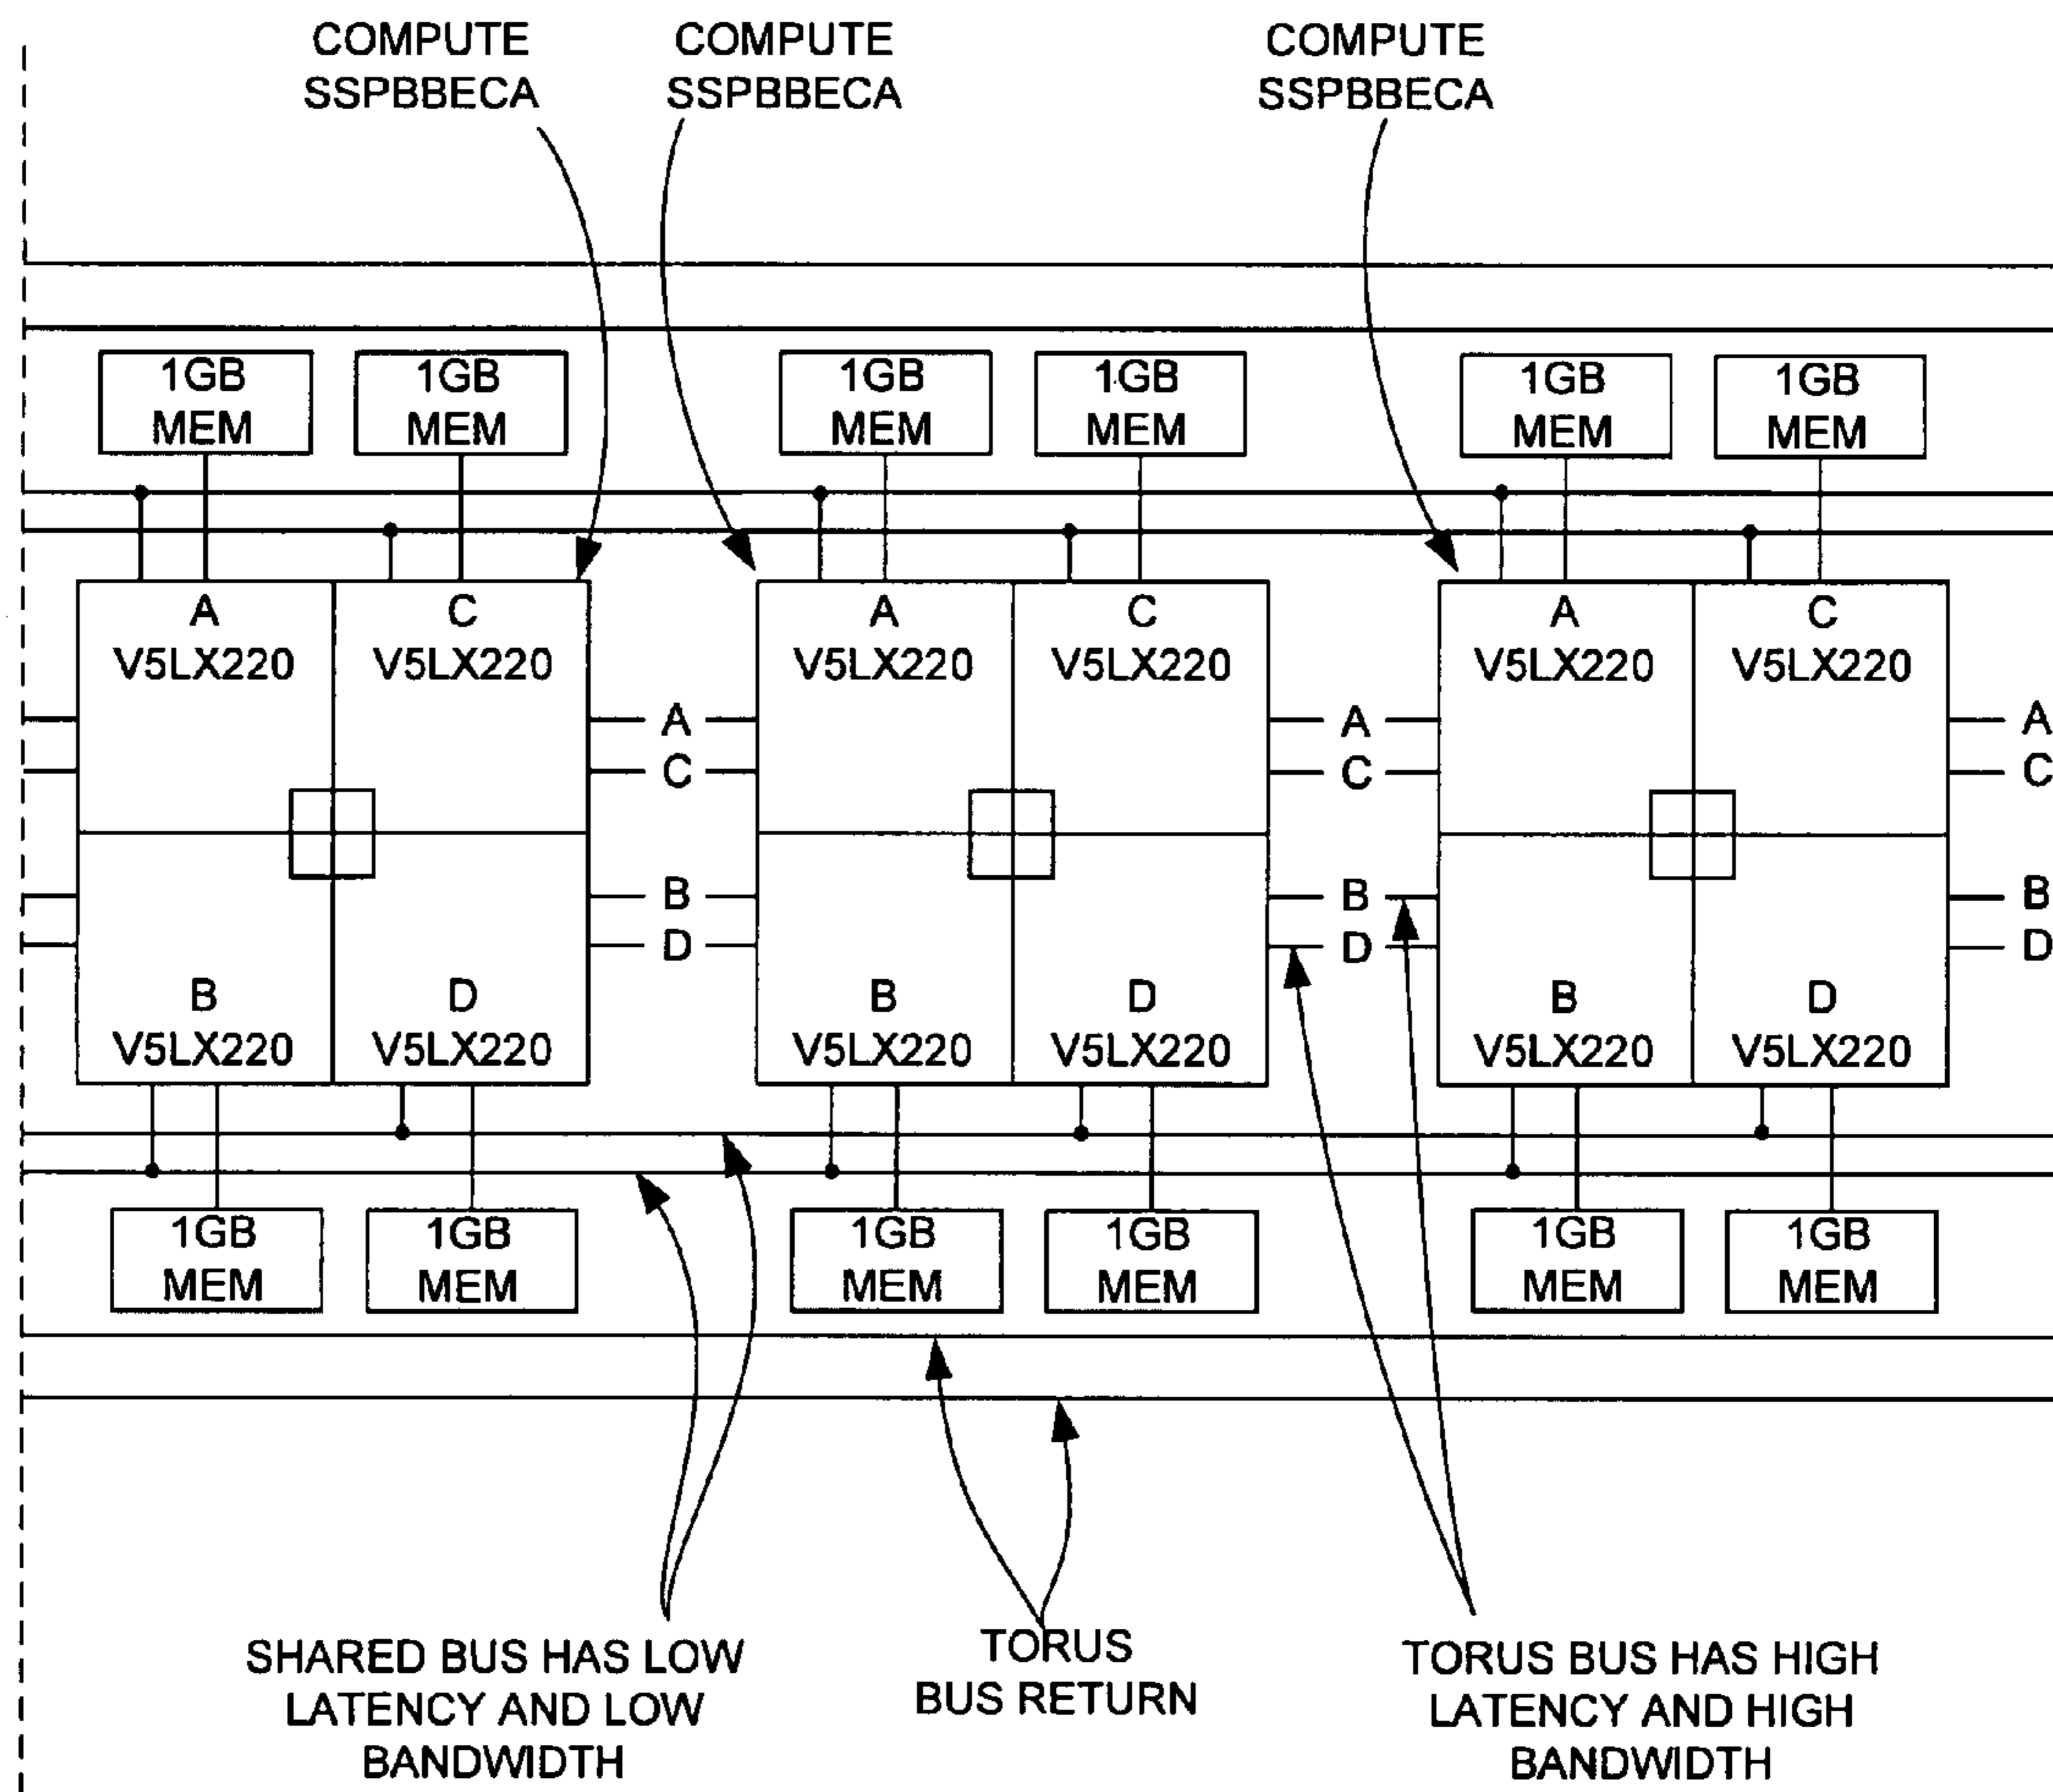 COMPUTE
SSPBBECA
COMPUTE
SSPBBECA
COMPUTE
SSPBBECA
1GB
MEM
1GB
MEM
1GB
MEM
1GB
MEM
1GB
MEM
1GB
MEM
A
V5LX220
C
V5LX220
A
V5LX220
C
V5LX220
A
V5LX220
C
V5LX220
A
C
A
C
A
C
B
D
B
D
B
D
B
V5LX220
D
V5LX220
B
V5LX220
D
V5LX220
B
V5LX220
D
V5LX220
1GB
MEM
1GB
MEM
1GB
MEM
1GB
MEM
1GB
MEM
1GB
MEM
SHARED BUS HAS LOW
LATENCY AND LOW
BANDWIDTH
TORUS
BUS RETURN
TORUS BUS HAS HIGH
LATENCY AND HIGH
BANDWIDTH